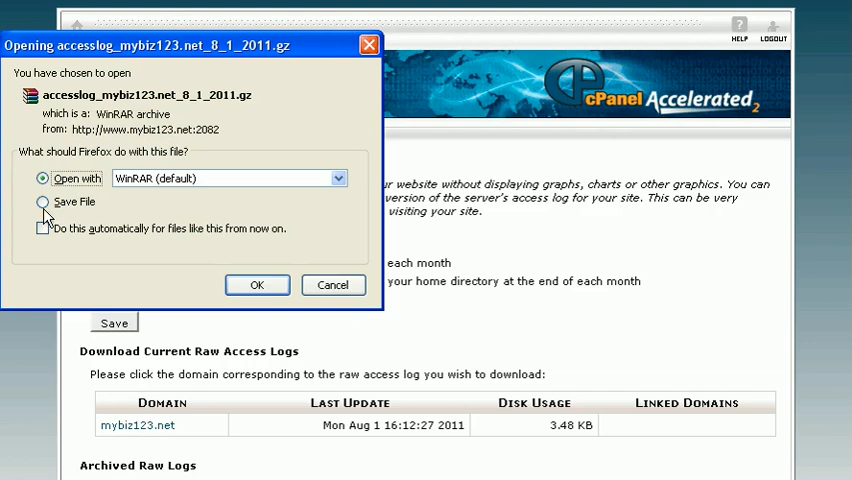 HELP
LOGOUT
Opening accesslog_mybiz123.net_8_1_2011.gz
You have chosen to open
accesslog_mybiz123.net_8_1_2011.gz
which is a: WinRAR archive
from: http://www.mybiz123.net:2082
What should Firefox do with this file?
Open with
WinRAR (default)
Save File
Do this automatically for files like this from now on.
OK
Cancel
cPanel Accelerated2
ur website without displaying graphs, charts or other graphics. You can
version of the server's access log for your site. This can be very
visiting your site.
each month
your home directory at the end of each month
Save
Download Current Raw Access Logs
Please click the domain corresponding to the raw access log you wish to download:
DOMAIN LAST UPDATE DISK USAGE LINKED DOMAINS
mybiz123.net Mon Aug 1 16:12:27 2011 3.48 KB
Archived Raw Logs